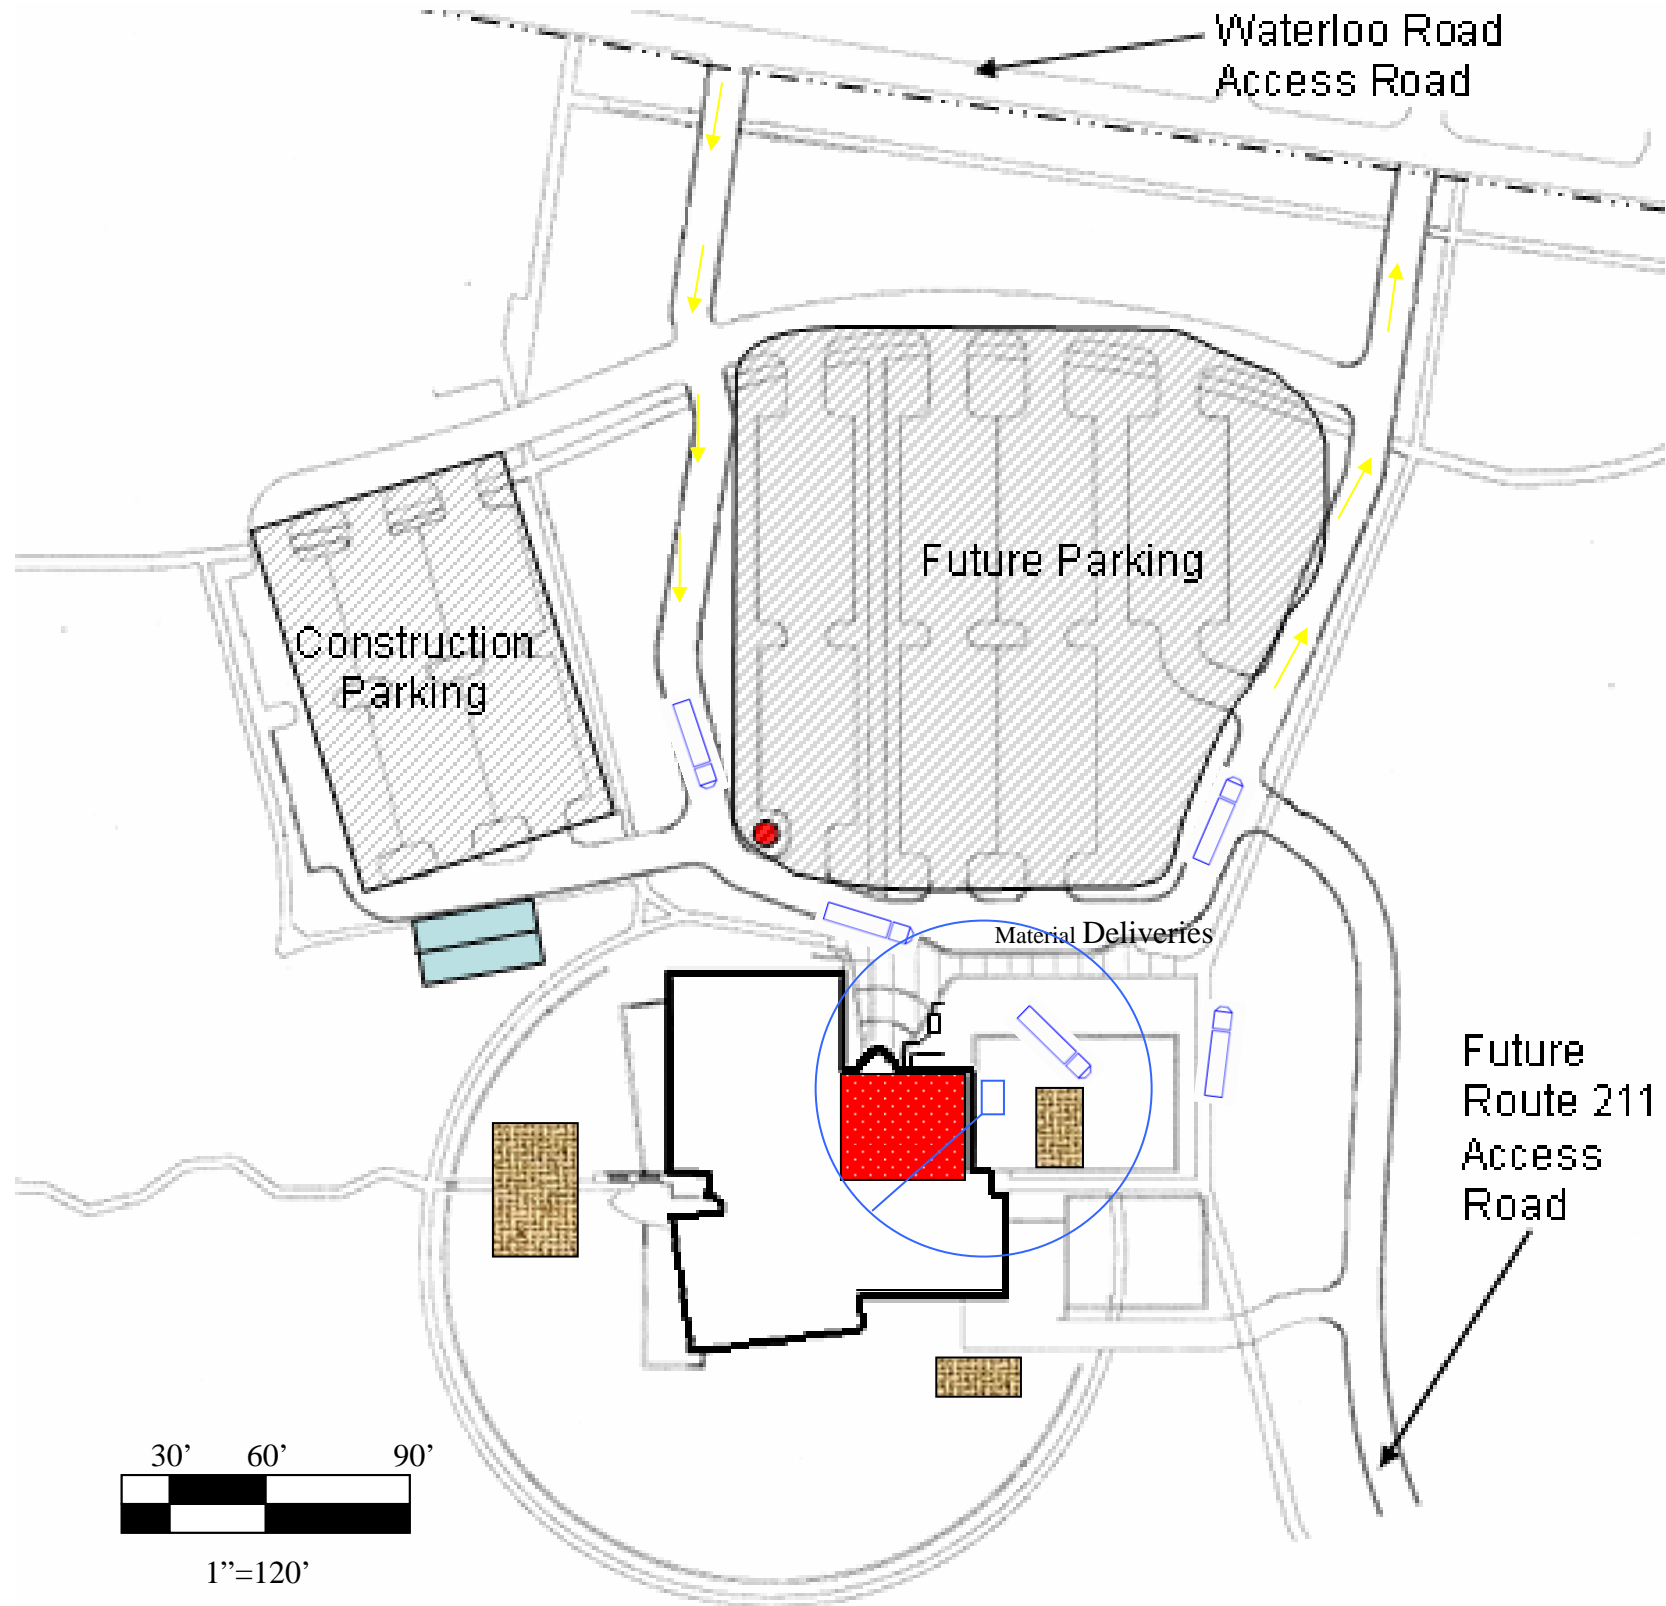 Waterloo Road
Access Road
Future Parking
Construction
Parking
Material Deliveries
Future
Route 211
Access
Road
30’ 60’ 90’
1”=120’